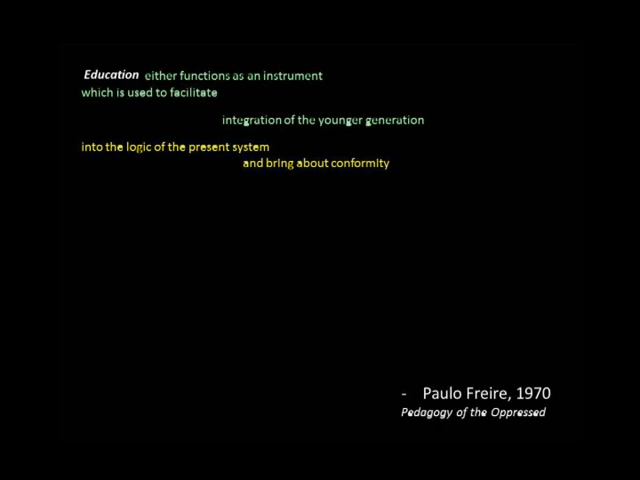 Education either functions as an instrument
which is used to facilitate
integration of the younger generation
into the logic of the present system
and bring about conformity
- Paulo Freire, 1970
Pedagogy of the Oppressed